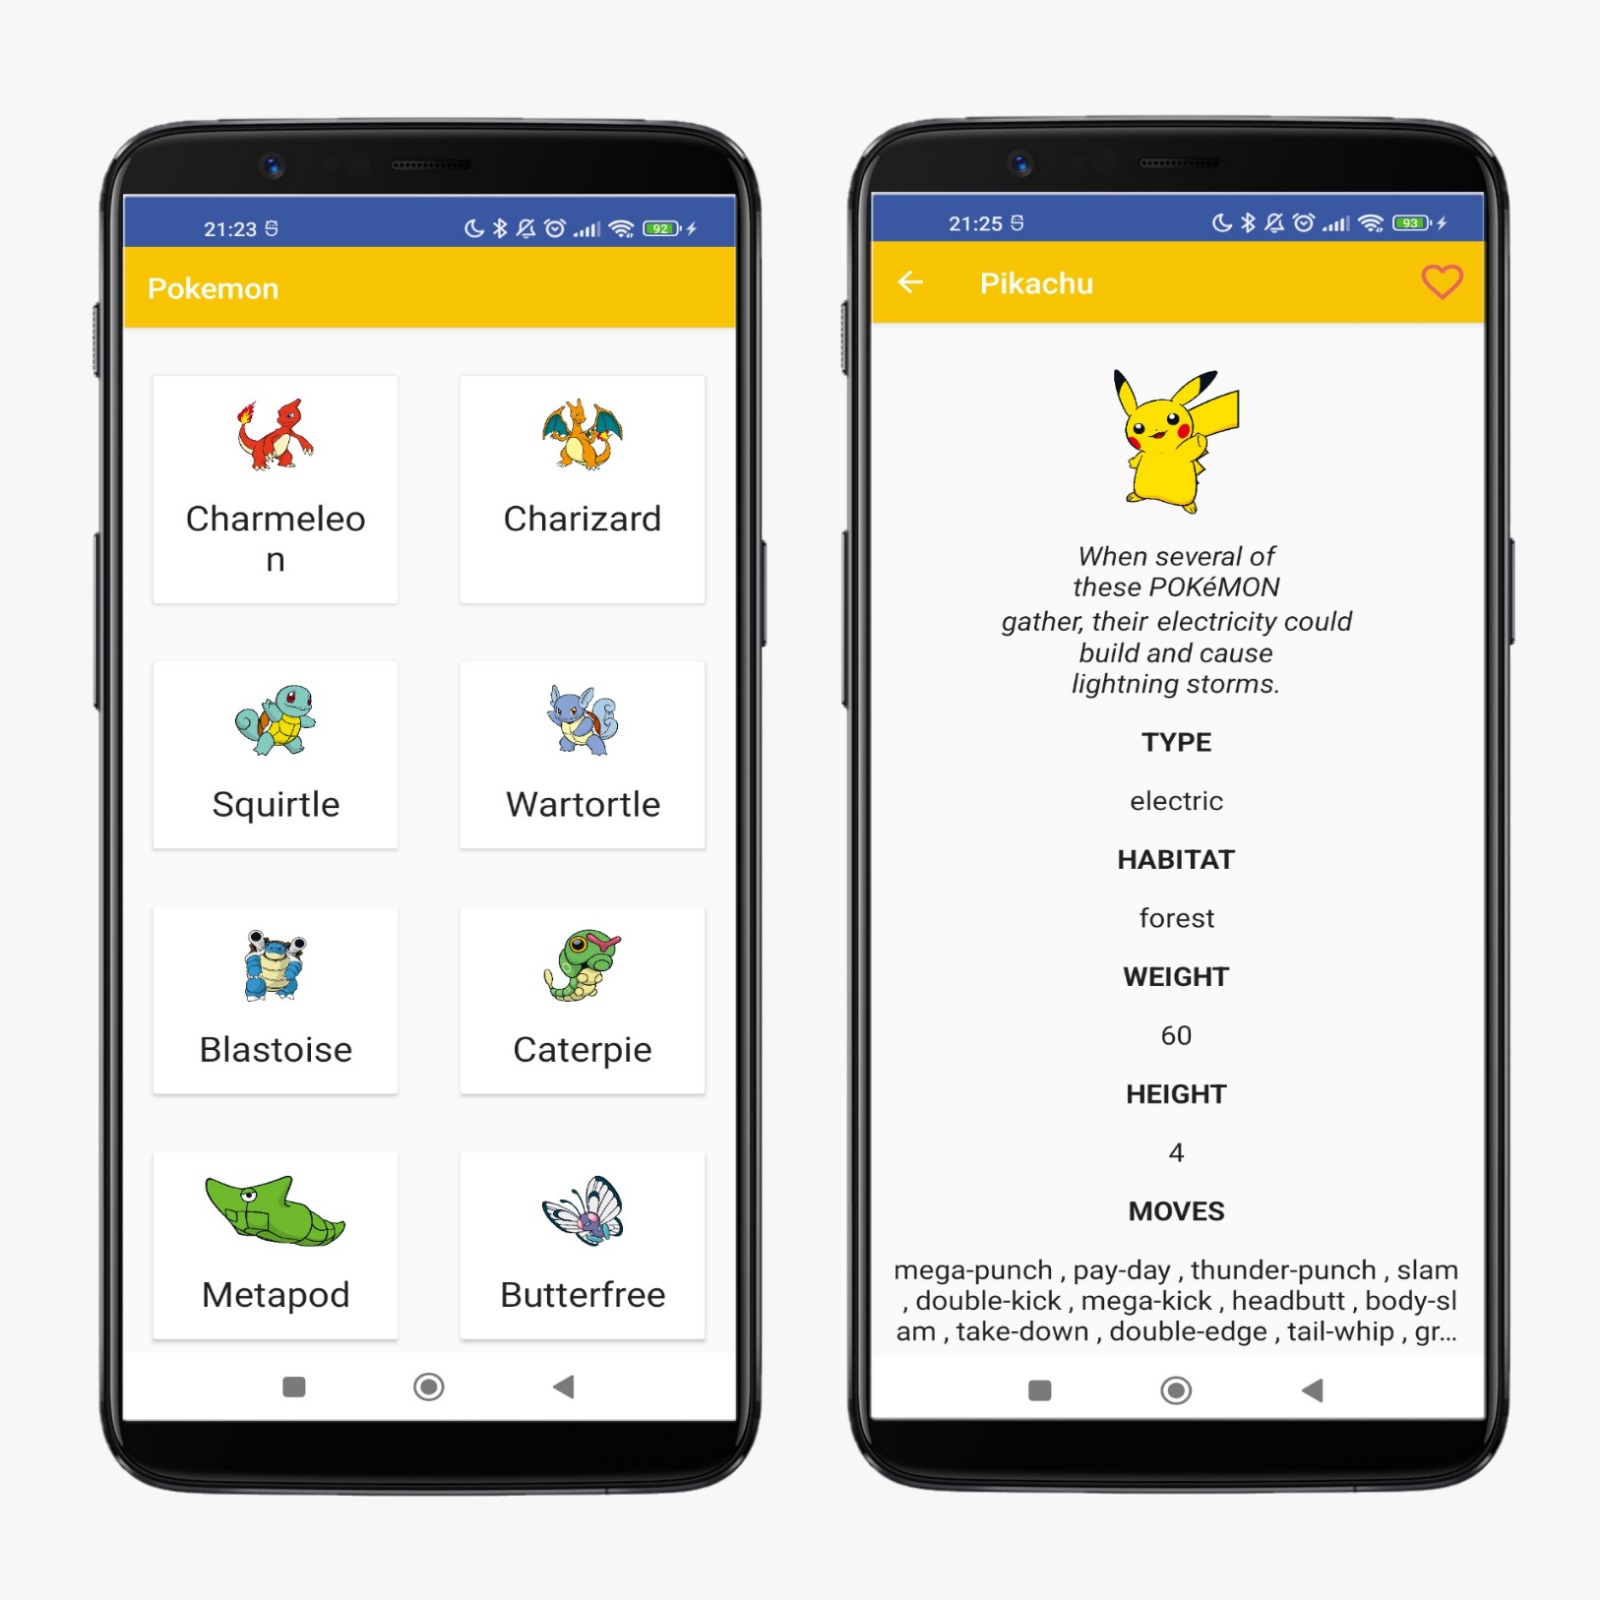 21:23
92
Pokemon
Charmeleo
n
Charizard
Squirtle
Wartortle
Blastoise
Caterpie
Metapod
Butterfree
21:25
93
Pikachu
When several of
these POKéMON
gather, their electricity could
build and cause
lightning storms.
TYPE
electric
HABITAT
forest
WEIGHT
60
HEIGHT
4
MOVES
mega-punch , pay-day , thunder-punch , slam
, double-kick , mega-kick , headbutt , body-sl
am , take-down , double-edge , tail-whip , gr...